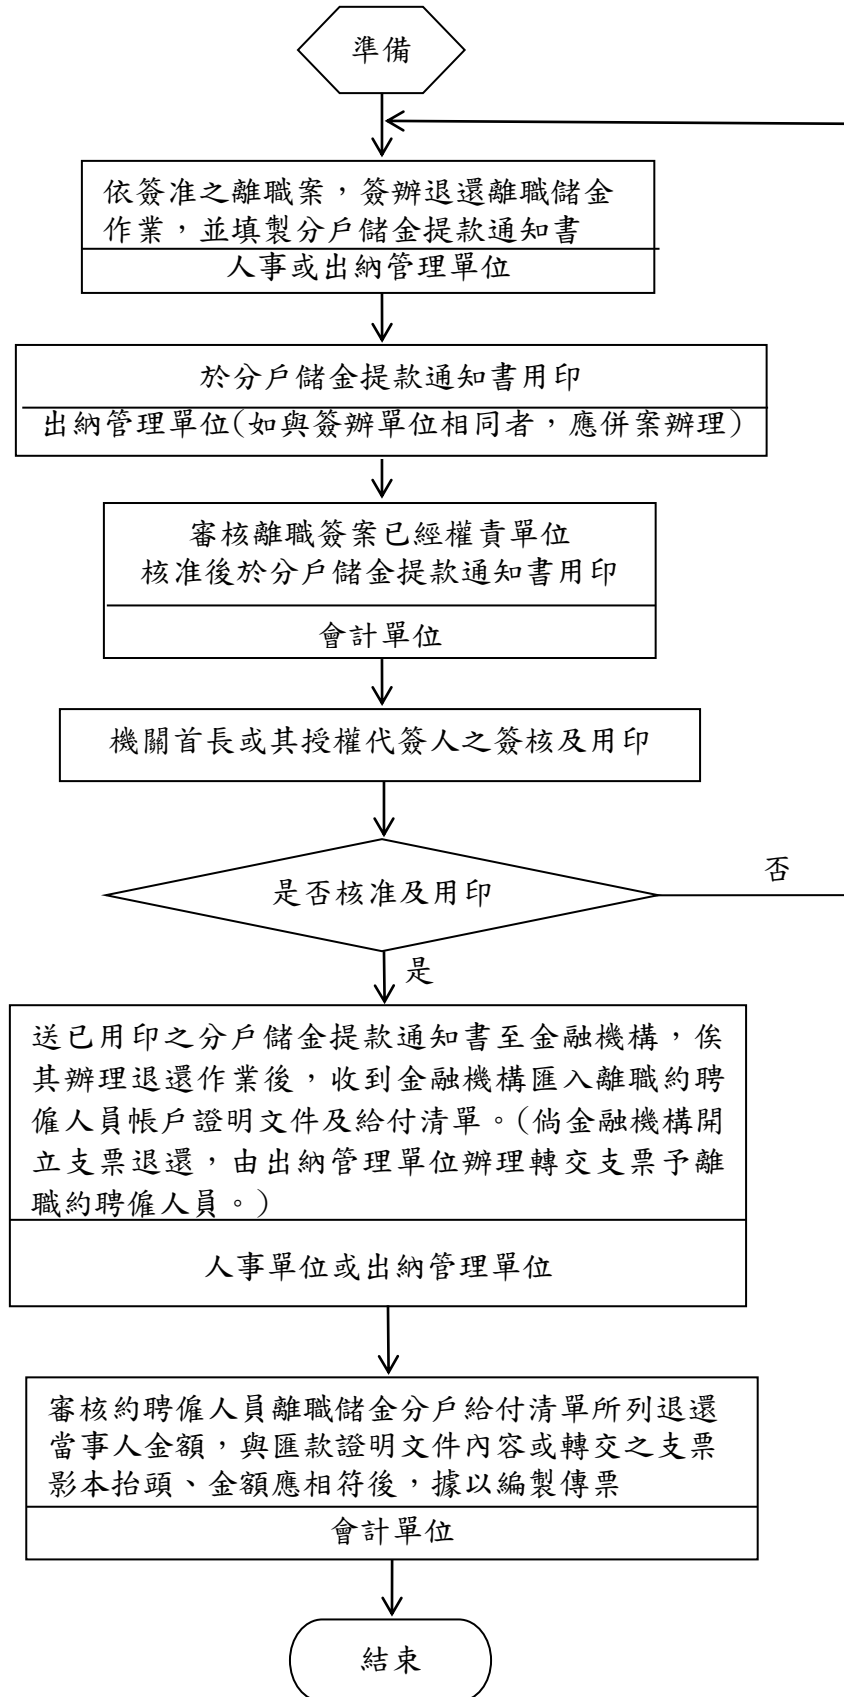 準備
依簽准之離職案，簽辦退還離職儲金
作業，並填製分戶儲金提款通知書
人事或出納管理單位
於分戶儲金提款通知書用印
出納管理單位(如與簽辦單位相同者，應併案辦理)
審核離職簽案已經權責單位
核准後於分戶儲金提款通知書用印
會計單位
機關首長或其授權代簽人之簽核及用印
是否核准及用印
否
是
送已用印之分戶儲金提款通知書至金融機構，俟
其辦理退還作業後，收到金融機構匯入離職約聘
僱人員帳戶證明文件及給付清單。(倘金融機構開
立支票退還，由出納管理單位辦理轉交支票予離
職約聘僱人員。)
人事單位或出納管理單位
審核約聘僱人員離職儲金分戶給付清單所列退還
當事人金額，與匯款證明文件內容或轉交之支票
影本抬頭、金額應相符後，據以編製傳票
會計單位
結束